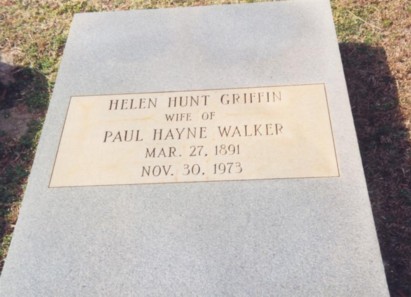 HELEN HUNT GRIFFIN
WIFE OF
PAUL HAYNE WALKER
MAR. 27, 1891
NOV. 30, 1973